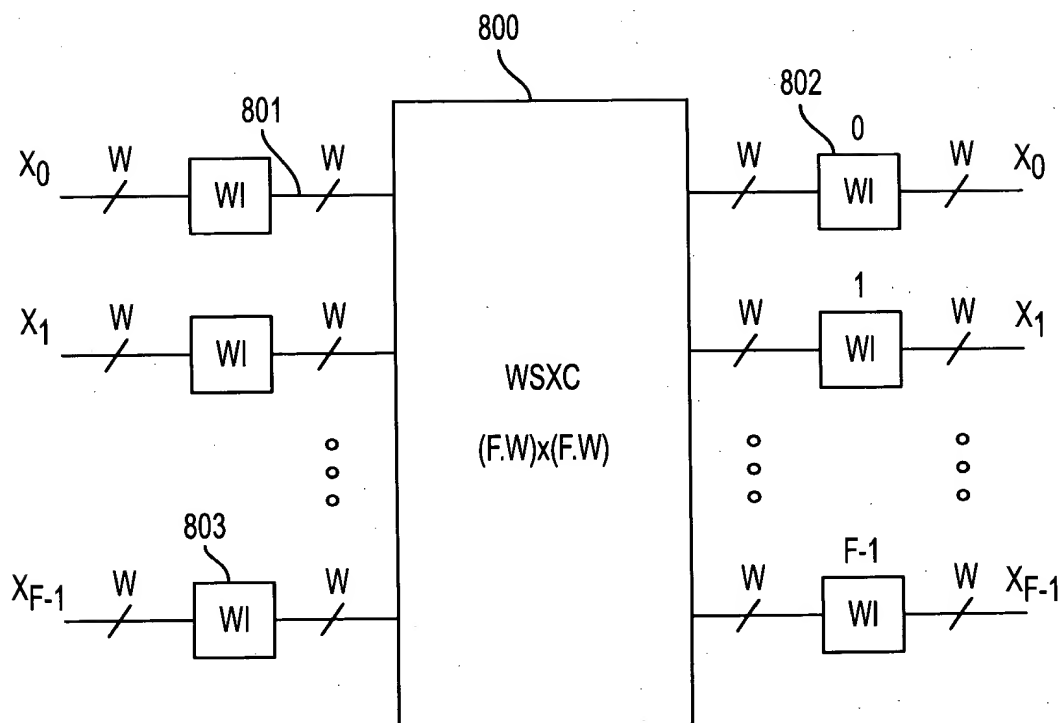 800
801
802
0
X0 W WI W W WI W X0
1
X1 W WI W W WI W X1
WSXC
(F.W)x(F.W)
803
F-1
XF-1 W WI W W WI W XF-1